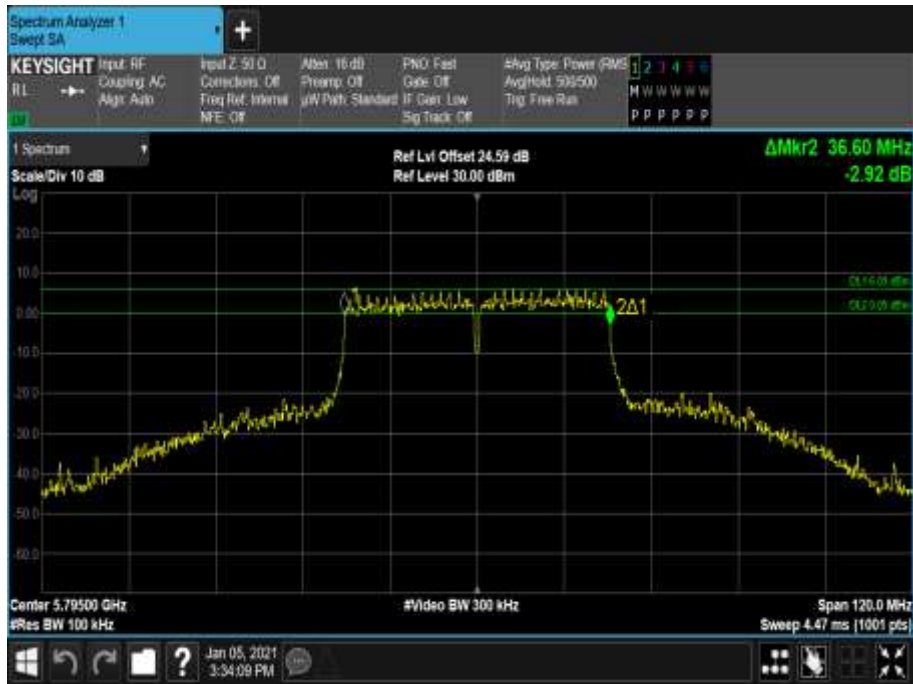 Spectrum Analyzer 1
Swept SA
+
KEYSIGHT
RL
Input: RF
Coupling: AC
Align: Auto
Input Z: 50 Ω
Corrections: Off
Freq Ref: Internal
NFE: Off
Atten: 16 dB
Preamp: Off
µW Path: Standard
PNO: Fast
Gate: Off
IF Gain: Low
Sig Track: Off
#Avg Type: Power (RMS
Avg|Hold: 500/500
Trig: Free Run
1 2 3 4 5 6
M W W W W W
P P P P P P
1 Spectrum
Scale/Div 10 dB
Ref Lvl Offset 24.59 dB
Ref Level 30.00 dBm
ΔMkr2 36.60 MHz
-2.92 dB
Log
20.0
10.0
0.00
-10.0
-20.0
-30.0
-40.0
-50.0
-60.0
2Δ1
Center 5.79500 GHz
#Res BW 100 kHz
#Video BW 300 kHz
Span 120.0 MHz
Sweep 4.47 ms (1001 pts)
?
Jan 05, 2021
3:34:09 PM